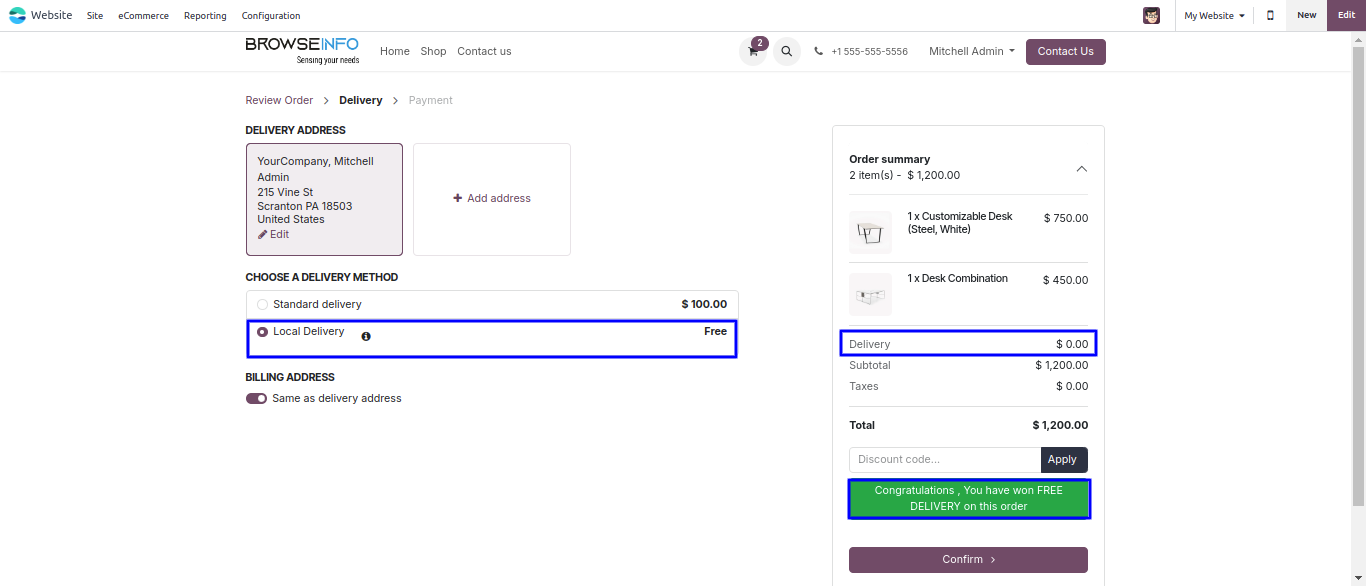 Website Site eCommerce Reporting Configuration My Website New Edit
BROWSEINFO
Sensing your needs
Home Shop Contact us 2 +1 555-555-5556 Mitchell Admin Contact Us
Review Order > Delivery > Payment
DELIVERY ADDRESS
YourCompany, Mitchell
Admin
215 Vine St
Scranton PA 18503
United States
Edit
+ Add address
CHOOSE A DELIVERY METHOD
Standard delivery $ 100.00
Local Delivery Free
BILLING ADDRESS
Same as delivery address
Order summary
2 item(s) - $ 1,200.00
1 x Customizable Desk $ 750.00
(Steel, White)
1 x Desk Combination $ 450.00
Delivery $ 0.00
Subtotal $ 1,200.00
Taxes $ 0.00
Total $ 1,200.00
Discount code... Apply
Congratulations , You have won FREE
DELIVERY on this order
Confirm >